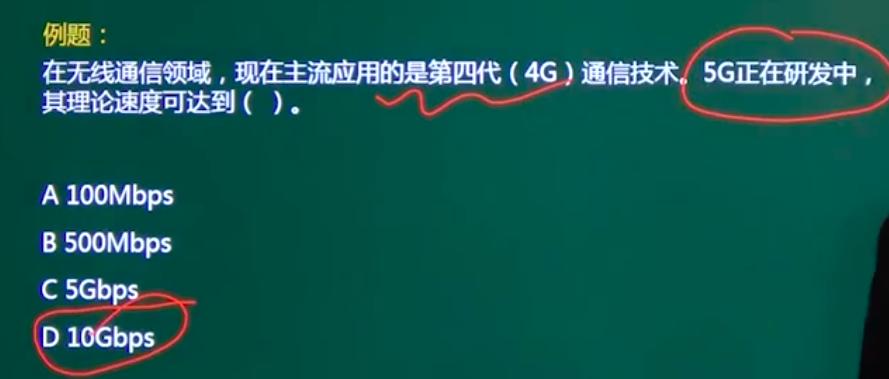 例题：
在无线通信领域，现在主流应用的是第四代（4G）通信技术。5G正在研发中，
其理论速度可达到（ ）。
A 100Mbps
B 500Mbps
C 5Gbps
D 10Gbps